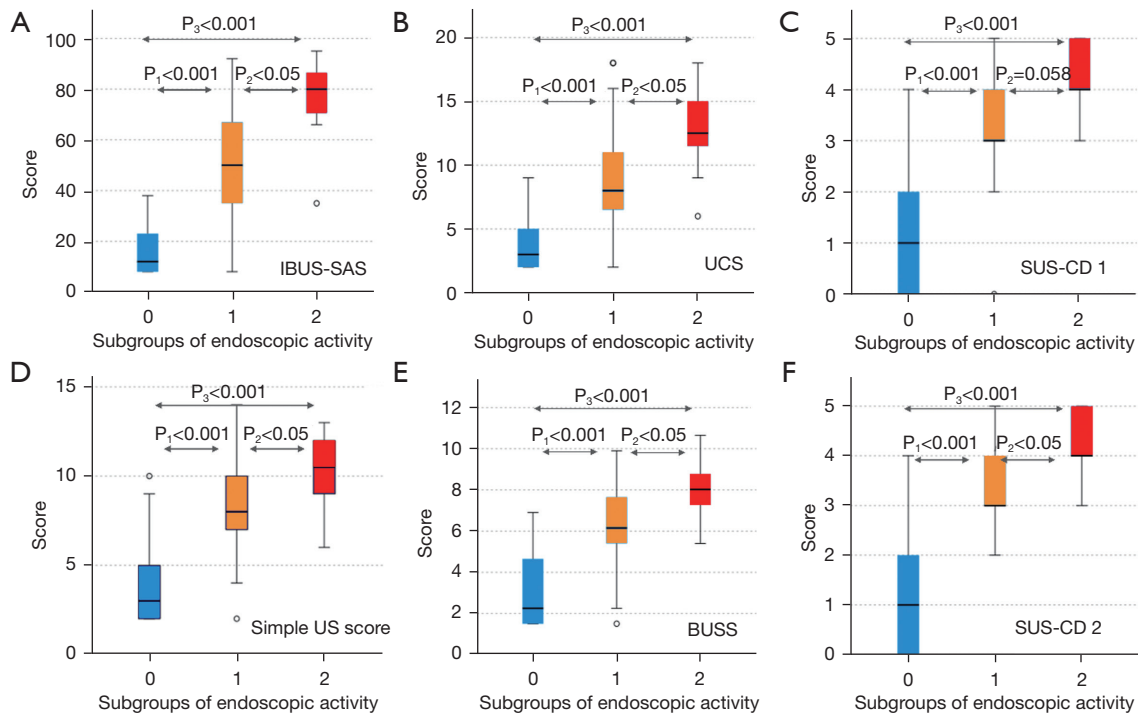 A
P₃<0.001
100
P₁<0.001
P₂<0.05
80
60
40
20
0
Score
IBUS-SAS
0 1 2
Subgroups of endoscopic activity
B
20
P₃<0.001
P₁<0.001
P₂<0.05
15
10
5
0
Score
UCS
0 1 2
Subgroups of endoscopic activity
C
5
P₃<0.001
P₁<0.001
P₂=0.058
4
3
2
1
0
Score
SUS-CD 1
0 1 2
Subgroups of endoscopic activity
D
15
P₃<0.001
P₁<0.001
P₂<0.05
10
5
0
Score
Simple US score
0 1 2
Subgroups of endoscopic activity
E
12
P₃<0.001
P₁<0.001
P₂<0.05
10
8
6
4
2
0
Score
BUSS
0 1 2
Subgroups of endoscopic activity
F
5
P₃<0.001
P₁<0.001
P₂<0.05
4
3
2
1
0
Score
SUS-CD 2
0 1 2
Subgroups of endoscopic activity